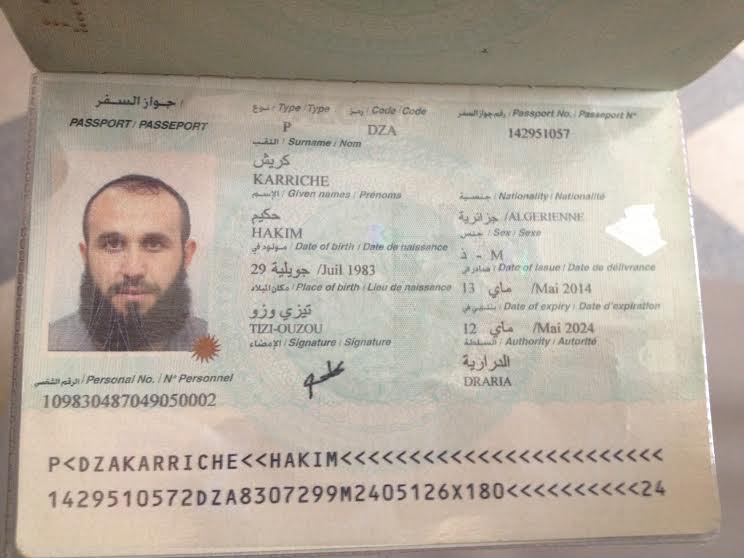 جواز السفر /
PASSPORT / PASSEPORT
نوع / Type / Type
P
رمز / Code / Code
DZA
رقم جواز السفر / Passport No. / Passeport N°
142951057
اللقب / Surname / Nom
كريش
KARRICHE
الإسم / Given names / Prénoms
حكيم
HAKIM
جنسية / Nationality / Nationalité
جزائرية /ALGERIENNE
جنس / Sex / Sexe
ذ - M
مولود في / Date of birth / Date de naissance
29 جويلية /Juil 1983
صادر في / Date of issue / Date de délivrance
13 ماي /Mai 2014
مكان الميلاد / Place of birth / Lieu de naissance
تيزي وزو
TIZI-OUZOU
ينتهي في / Date of expiry / Date d'expiration
12 ماي /Mai 2024
الإمضاء / Signature / Signature
السلطة / Authority / Autorité
الدرارية
DRARIA
الرقم الشخصي / Personal No. / N° Personnel
109830487049050002
P<DZAKARRICHE<<HAKIM<<<<<<<<<<<<<<<<<<<<<<<<
1429510572DZA8307299M2405126X180<<<<<<<<<<24